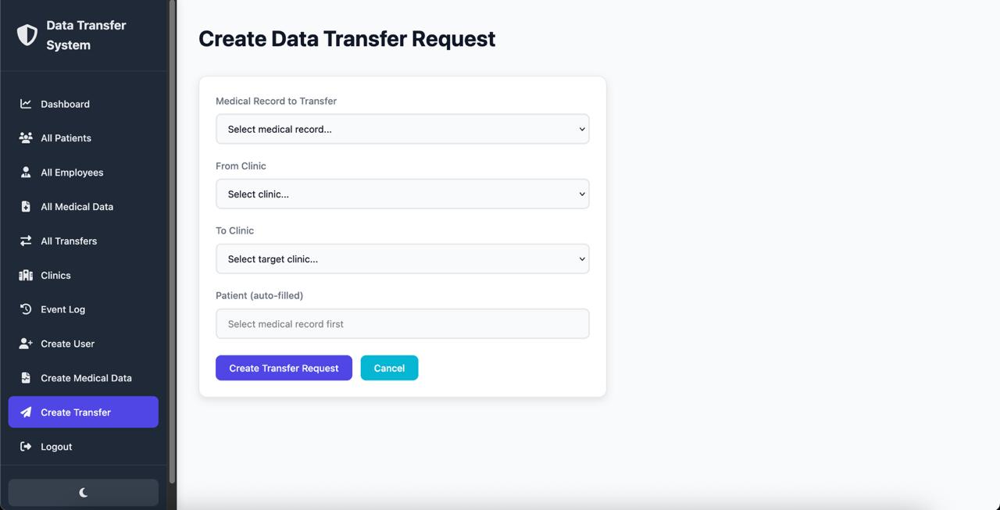 Data Transfer
System
Dashboard
All Patients
All Employees
All Medical Data
All Transfers
Clinics
Event Log
Create User
Create Medical Data
Create Transfer
Logout
Create Data Transfer Request
Medical Record to Transfer
Select medical record...
From Clinic
Select clinic...
To Clinic
Select target clinic...
Patient (auto-filled)
Select medical record first
Create Transfer Request
Cancel